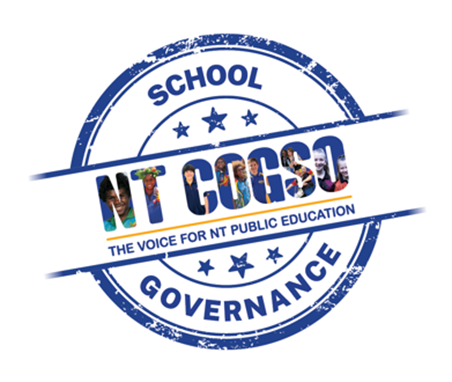 SCHOOL
NT COGSO
THE VOICE FOR NT PUBLIC EDUCATION
GOVERNANCE